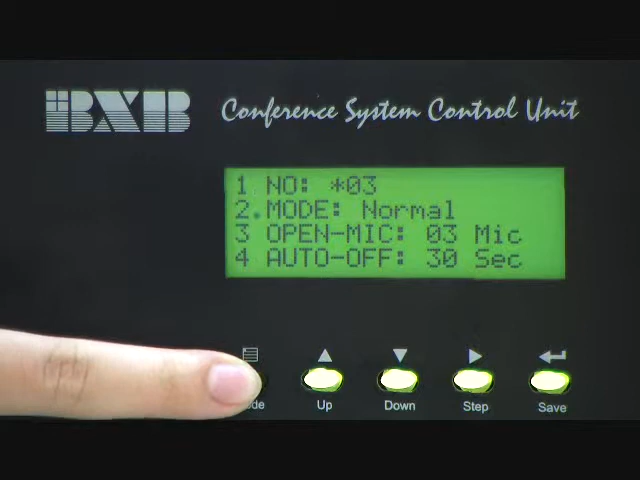 BXB
Conference System Control Unit
1 NO: *03
2.MODE: Normal
3 OPEN-MIC: 03 Mic
4 AUTO-OFF: 30 Sec
Up Down Step Save